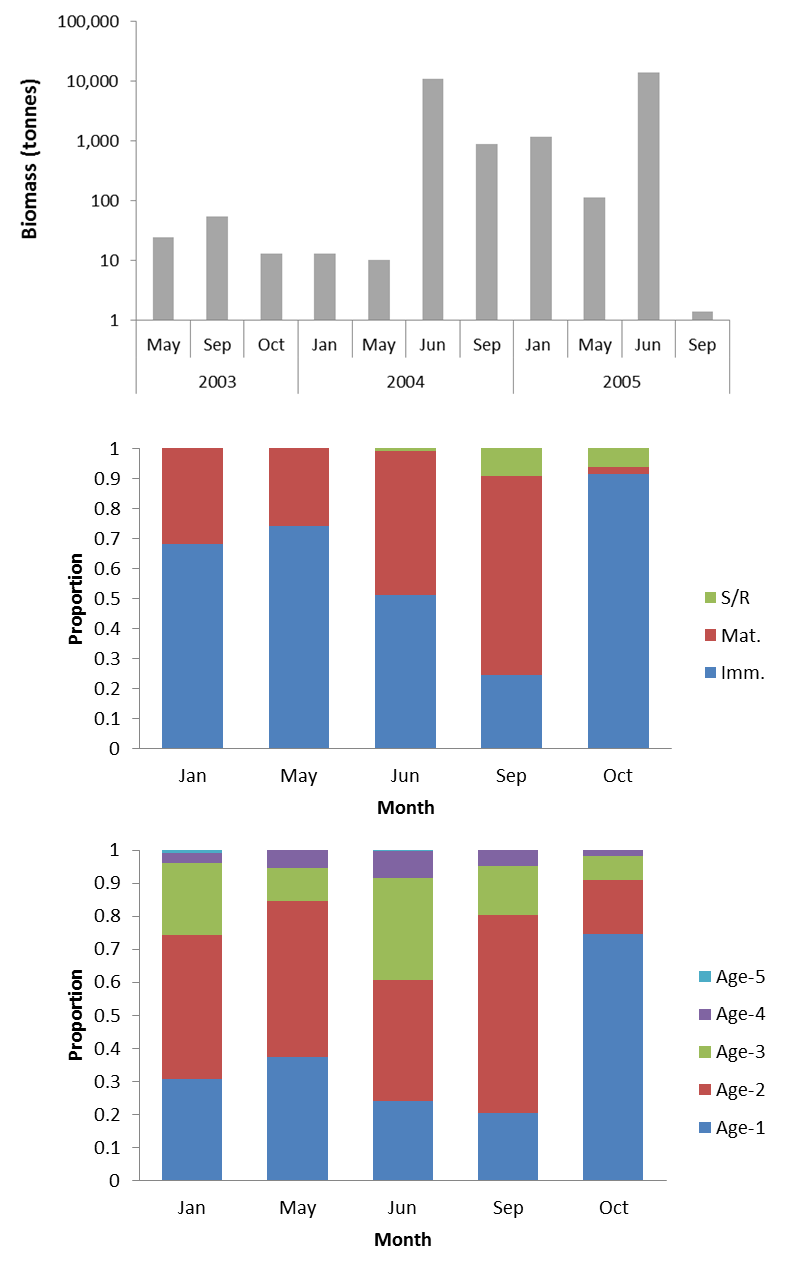 100,000
10,000
1,000
100
10
1
Biomass (tonnes)
May Sep Oct Jan May Jun Sep Jan May Jun Sep
2003 2004 2005
1
0.9
0.8
0.7
0.6
0.5
0.4
0.3
0.2
0.1
0
Proportion
S/R
Mat.
Imm.
Jan May Jun Sep Oct
Month
1
0.9
0.8
0.7
0.6
0.5
0.4
0.3
0.2
0.1
0
Proportion
Age-5
Age-4
Age-3
Age-2
Age-1
Jan May Jun Sep Oct
Month